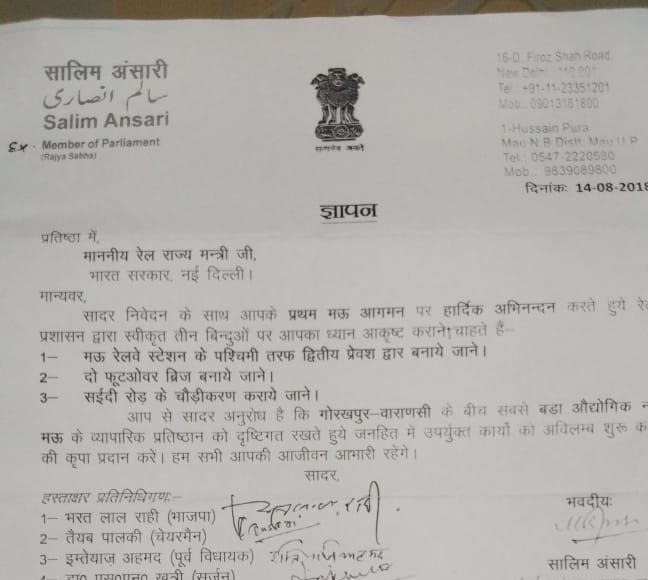 सालिम अंसारी
سالم انصاری
Salim Ansari
Ex. Member of Parliament
(Rajya Sabha)
सत्यमेव जयते
16-D, Firoz Shah Road,
New Delhi
Tel : +91-11-23351201
Mob.: 09013181800
1-Hussain Pura
Mau N B Distt. Mau U P
Tel.: 0547-2220580
Mob.: 9839089800
दिनांकः 14-08-2018
ज्ञापन
प्रतिष्ठा में,
माननीय रेल राज्य मन्त्री जी,
भारत सरकार, नई दिल्ली।
मान्यवर,
सादर निवेदन के साथ आपके प्रथम मऊ आगमन पर हार्दिक अभिनन्दन करते हुये
प्रशासन द्वारा स्वीकृत तीन बिन्दुओं पर आपका ध्यान आकृष्ट कराने चाहते हैं–
1– मऊ रेलवे स्टेशन के पश्चिमी तरफ द्वितीय प्रेवश द्वार बनाये जाने।
2– दो फूटओवर ब्रिज बनाये जाने।
3– सईदी रोड़ के चौड़ीकरण कराये जाने।
आप से सादर अनुरोध है कि गोरखपुर–वाराणसी के बीच सबसे बडा औद्योगिक
मऊ के व्यापारिक प्रतिष्ठान को दृष्टिगत रखते हुये जनहित में उपर्युक्त कार्यो को अविलम्ब शुरू
की कृपा प्रदान करें। हम सभी आपकी आजीवन आभारी रहेंगे।
सादर,
हस्ताक्षर प्रतिनिधिगणः–
भवदीयः
1– भरत लाल राही (भाजपा)
2– तैयब पालकी (चेयरमैन)
3– इम्तेयाज़ अहमद (पूर्व विधायक)
सालिम अंसारी